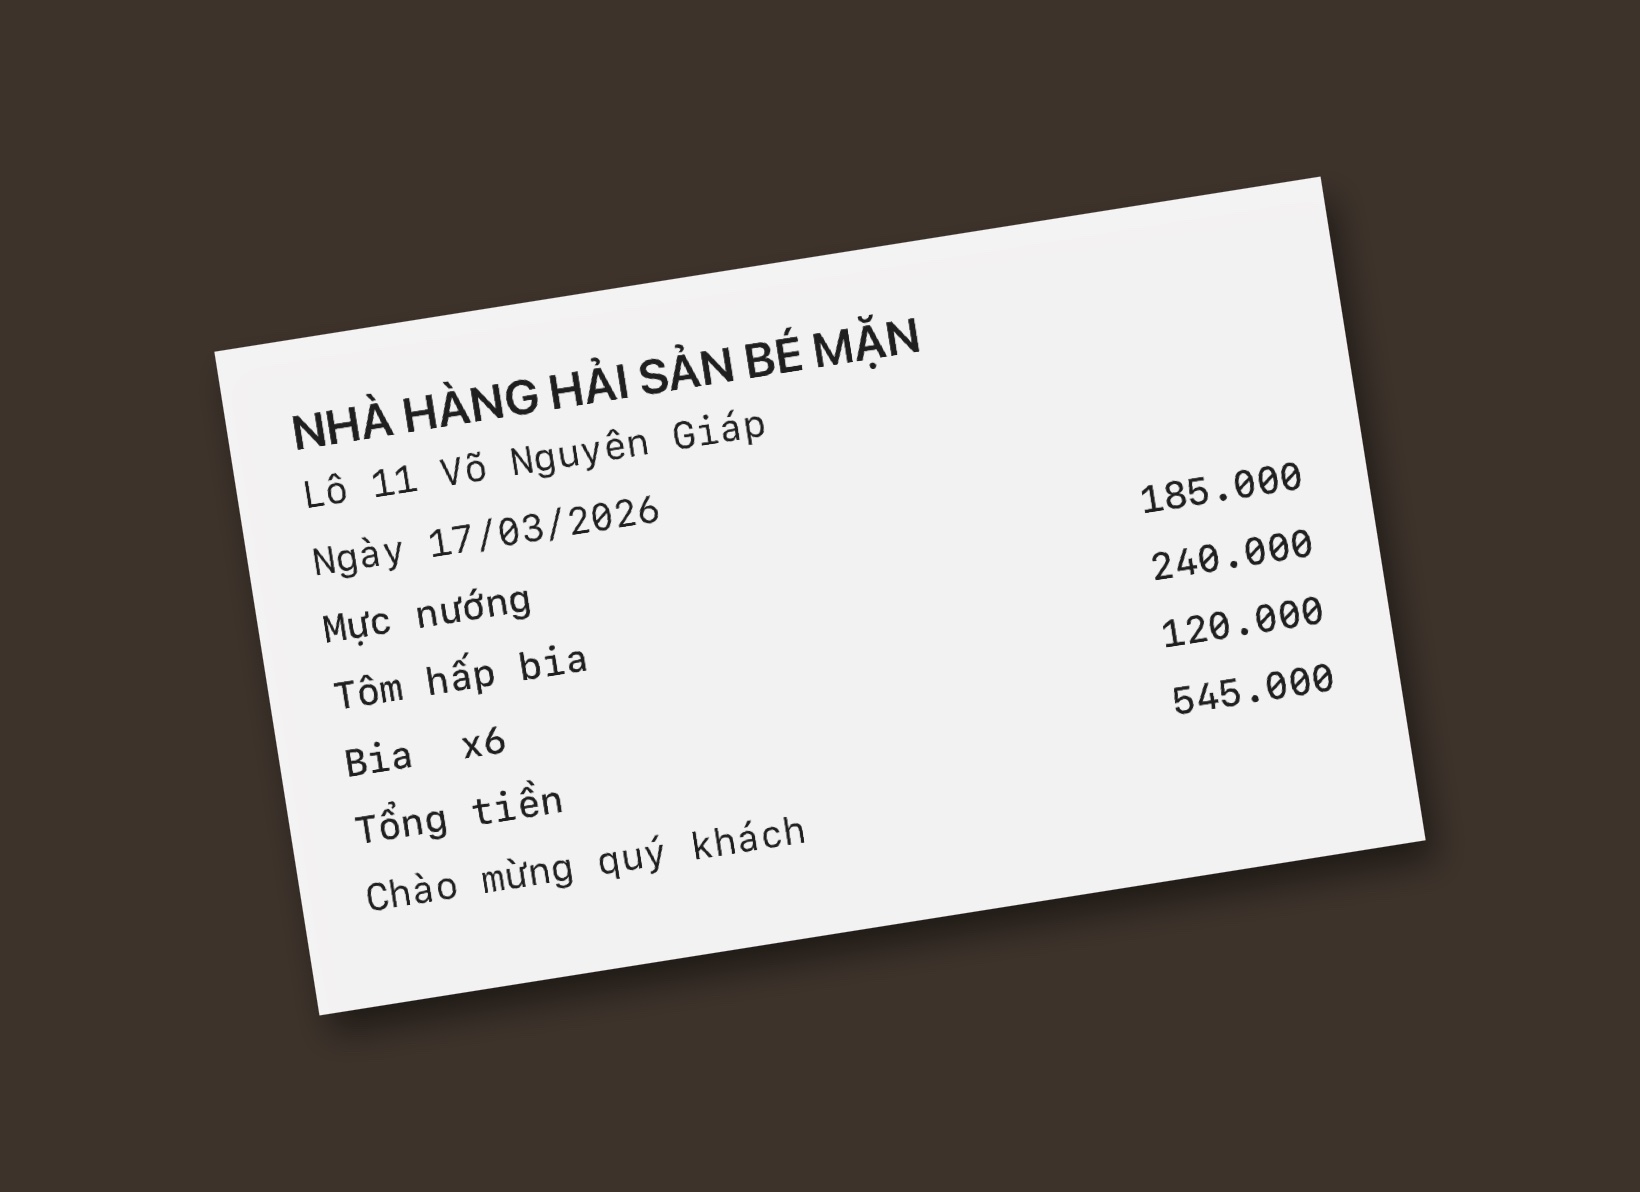 NHÀ HÀNG HẢI SẢN BÉ MẶN
Lô 11 Võ Nguyên Giáp
Ngày 17/03/2026
Mực nướng 185.000
Tôm hấp bia 240.000
Bia  x6 120.000
Tổng tiền 545.000
Chào mừng quý khách